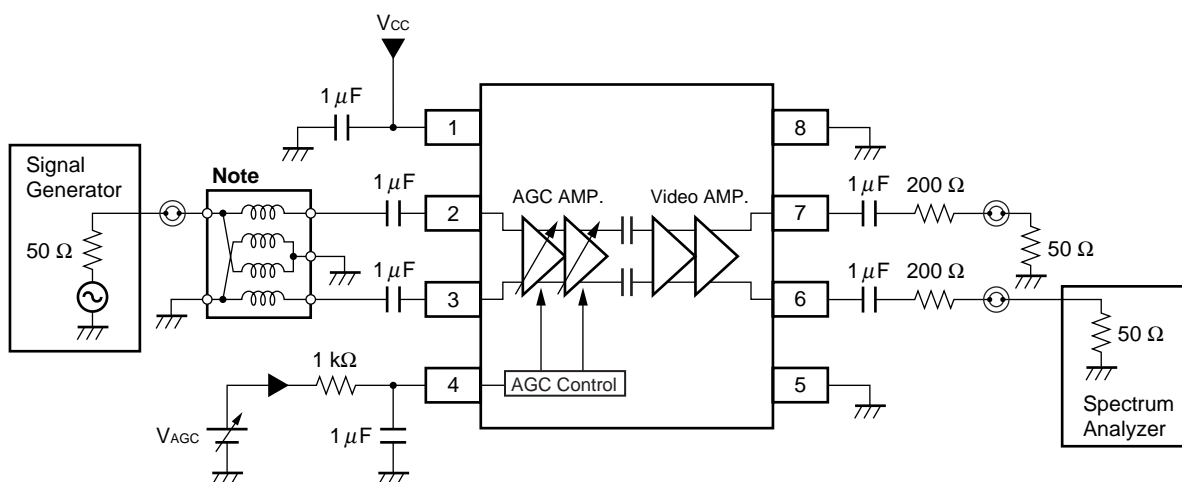 VCC
1 μF
1
8
Signal
Generator
50 Ω
Note
1 μF
2
AGC AMP.
Video AMP.
7
1 μF
200 Ω
50 Ω
1 μF
3
6
1 μF
200 Ω
50 Ω
1 kΩ
4
AGC Control
5
VAGC
1 μF
Spectrum
Analyzer